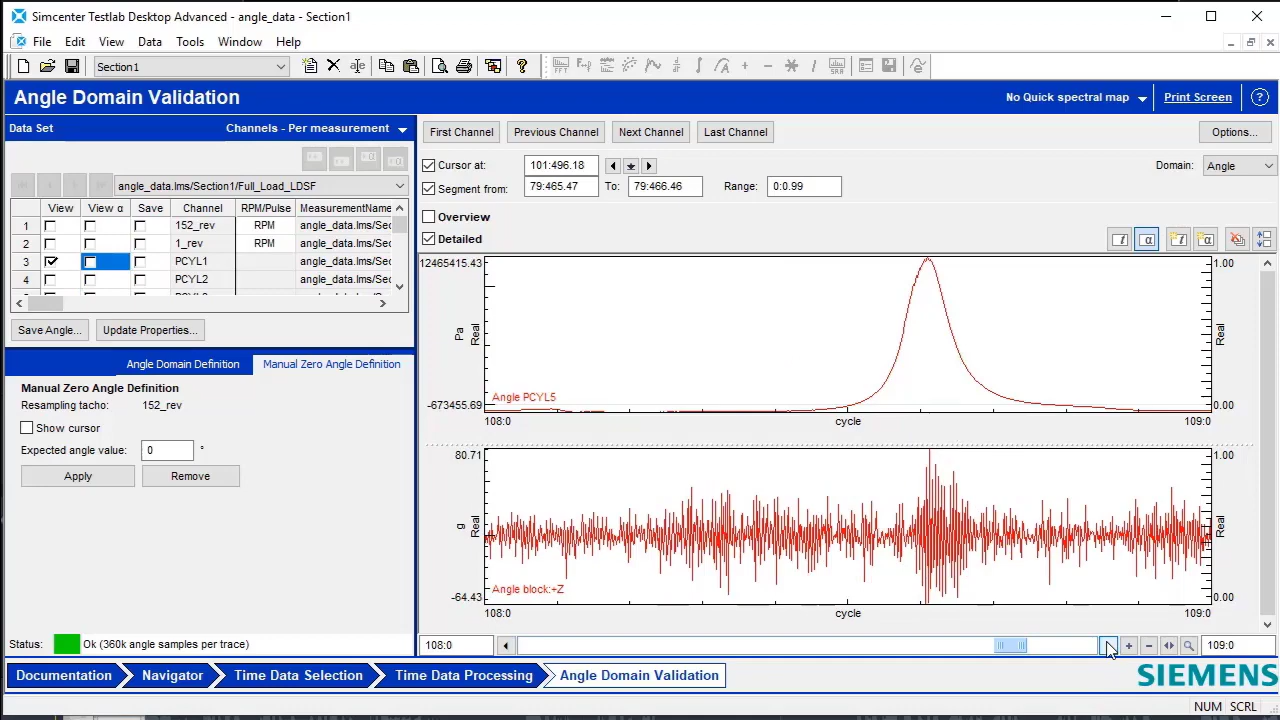 Simcenter Testlab Desktop Advanced - angle_data - Section1
File Edit View Data Tools Window Help
Section1
Angle Domain Validation
No Quick spectral map
Print Screen
Data Set
Channels - Per measurement
angle_data.lms/Section1/Full_Load_LDSF
View View α Save Channel RPM/Pulse MeasurementName
1 152_rev RPM angle_data.lms/Sec
2 1_rev RPM angle_data.lms/Sec
3 PCYL1 angle_data.lms/Sec
4 PCYL2 angle_data.lms/Sec
Save Angle... Update Properties...
Angle Domain Definition Manual Zero Angle Definition
Manual Zero Angle Definition
Resampling tacho: 152_rev
Show cursor
Expected angle value: 0 °
Apply Remove
Status: Ok (360k angle samples per trace)
First Channel Previous Channel Next Channel Last Channel Options...
Cursor at: 101:496.18
Domain: Angle
Segment from: 79:465.47 To: 79:466.46 Range: 0:0.99
Overview
Detailed
12465415.43
Pa
Real
-673455.69
Angle PCYL5
1.00
Real
0.00
108:0 cycle 109:0
80.71
g
Real
-64.43
Angle block:+Z
1.00
Real
0.00
108:0 cycle 109:0
108:0 109:0
Documentation Navigator Time Data Selection Time Data Processing Angle Domain Validation
SIEMENS
NUM SCRL